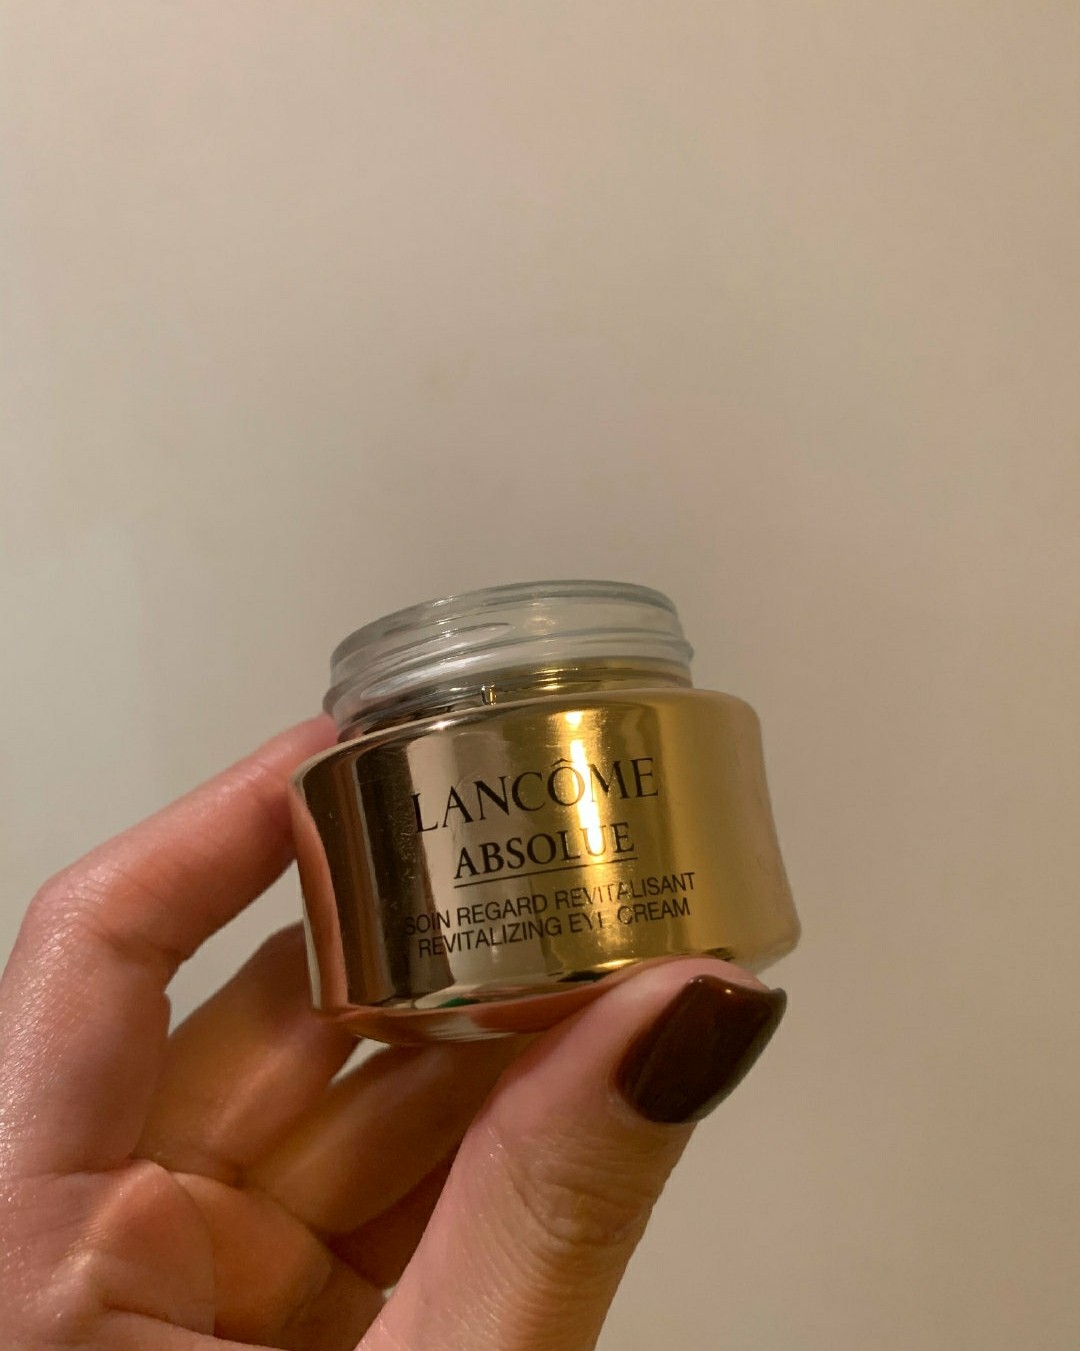 LANCÔME
ABSOLUE
SOIN REGARD REVITALISANT
REVITALIZING EYE CREAM